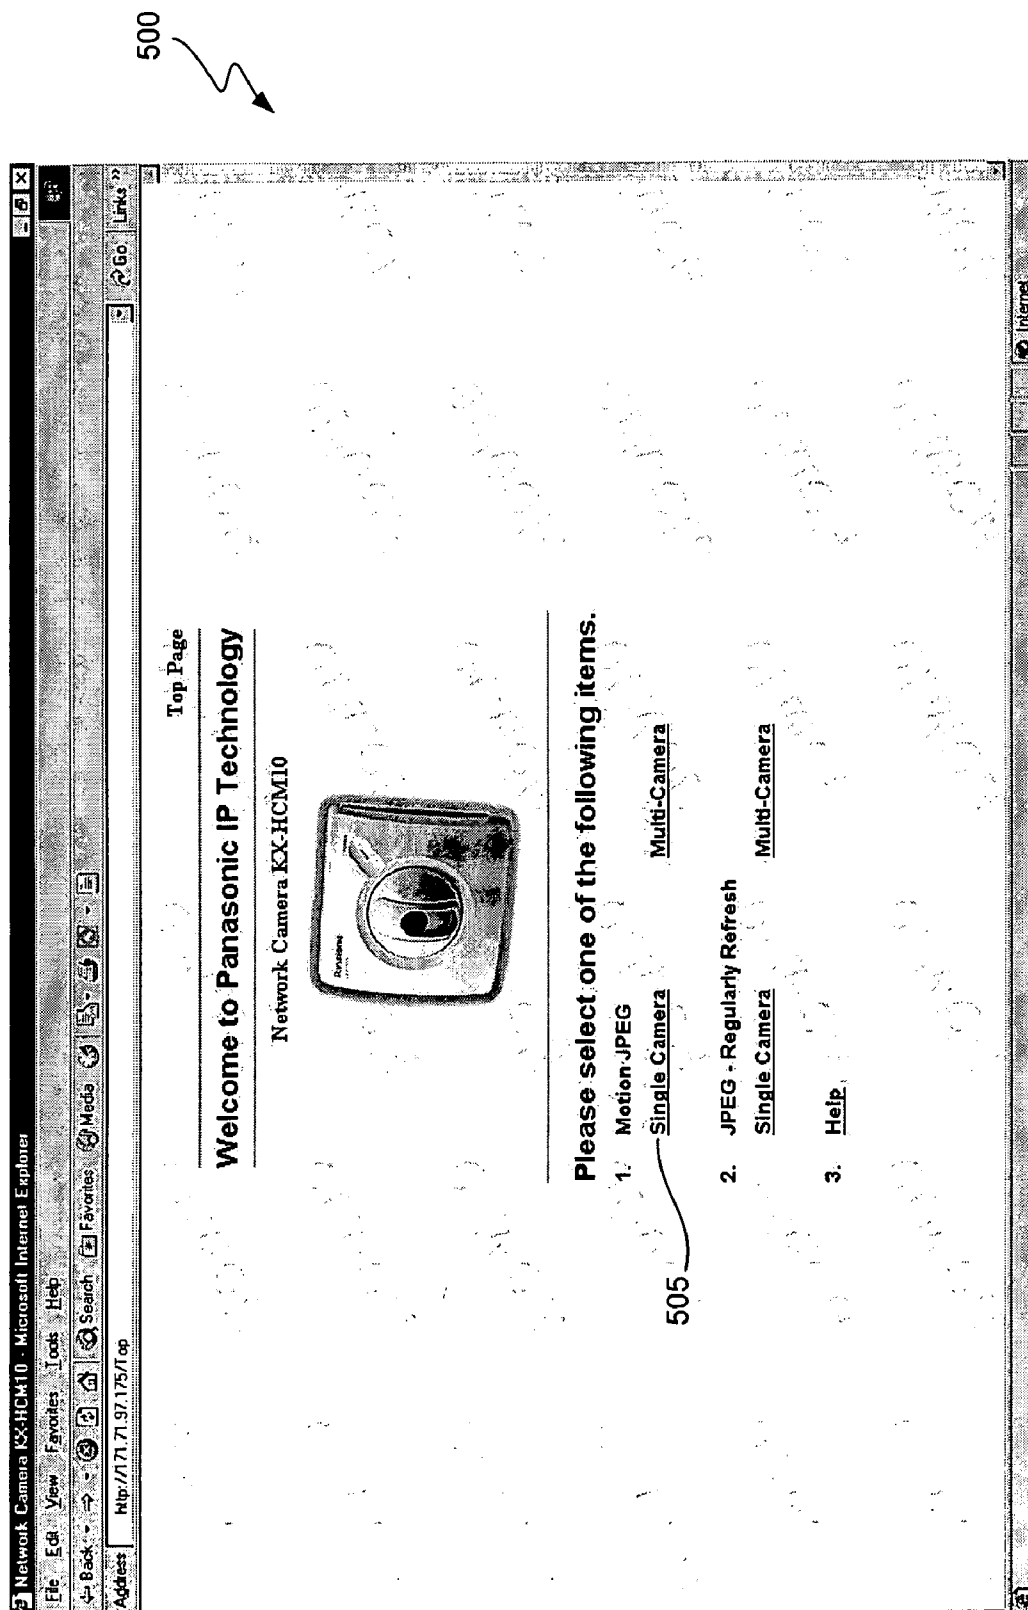 500
Network Camera KX-HCM10 - Microsoft Internet Explorer
File Edit View Favorites Tools Help
Back Search Favorites Media
Address http://171.71.97.175/Top Go Links »
Top Page
Welcome to Panasonic IP Technology
Network Camera KX-HCM10
Panasonic
Please select one of the following items.
1. Motion JPEG
Single Camera Multi-Camera
505
2. JPEG - Regularly Refresh
Single Camera Multi-Camera
3. Help
Internet